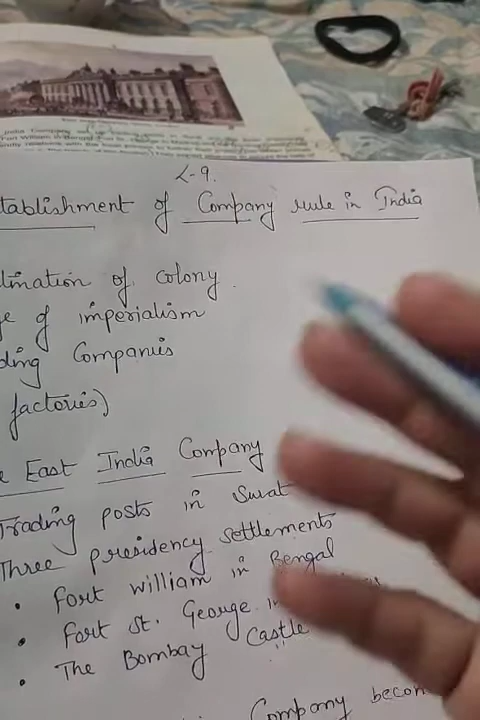 L-9.
tablishment of Company rule in India
of colony
of imperialism
ding Companies
factories)
East India Company
Trading posts in Surat
Three presidency settlements
• Fort william in Bengal
• Fort St. George in
• The Bombay Castle
Company becom